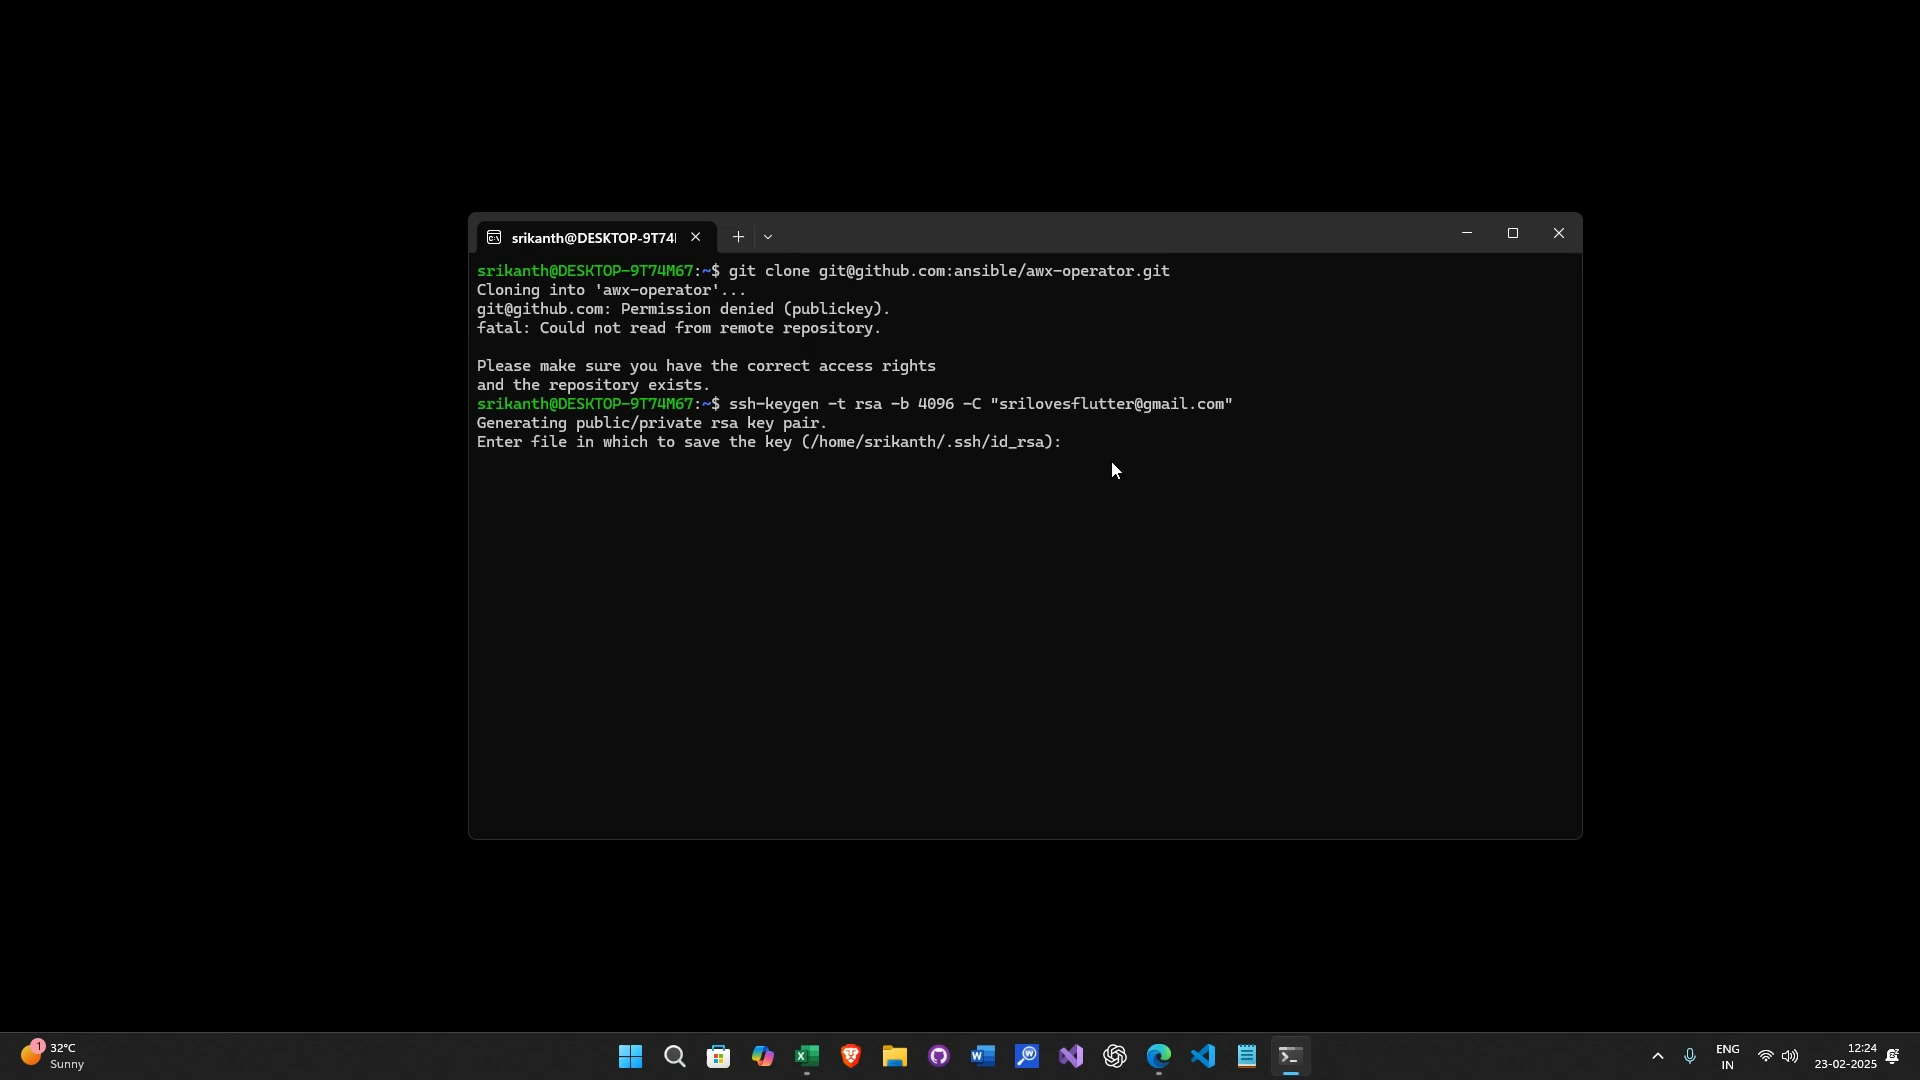 srikanth@DESKTOP-9T74
srikanth@DESKTOP-9T74M67:~$ git clone git@github.com:ansible/awx-operator.git
Cloning into 'awx-operator'...
git@github.com: Permission denied (publickey).
fatal: Could not read from remote repository.
Please make sure you have the correct access rights
and the repository exists.
srikanth@DESKTOP-9T74M67:~$ ssh-keygen -t rsa -b 4096 -C "srilovesflutter@gmail.com"
Generating public/private rsa key pair.
Enter file in which to save the key (/home/srikanth/.ssh/id_rsa):
1
32°C
Sunny
ENG
IN
12:24
23-02-2025